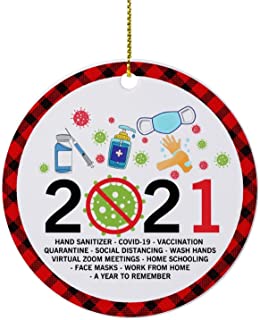 2021
HAND SANITIZER - COVID-19 - VACCINATION
QUARANTINE - SOCIAL DISTANCING - WASH HANDS
VIRTUAL ZOOM MEETINGS - HOME SCHOOLING
- FACE MASKS - WORK FROM HOME
- A YEAR TO REMEMBER